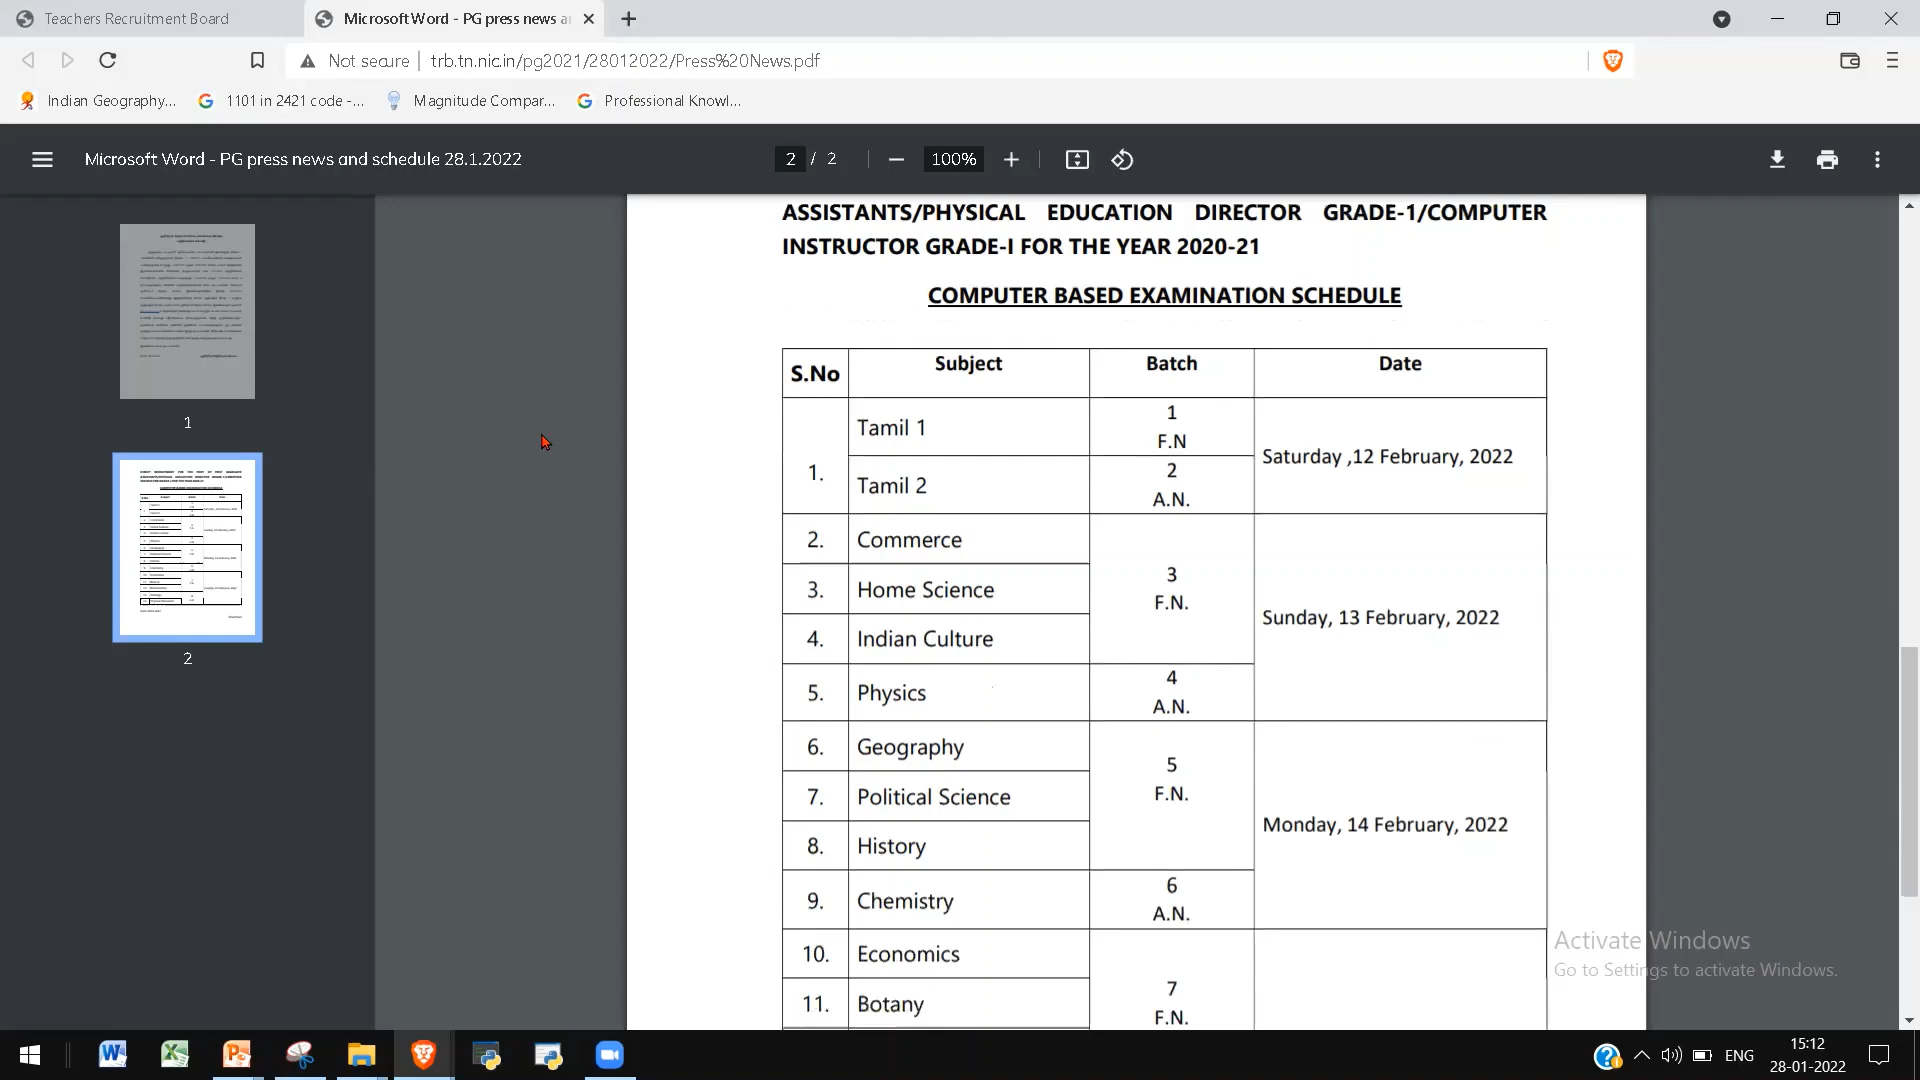 Teachers Recruitment Board
Microsoft Word - PG press news a
Not secure | trb.tn.nic.in/pg2021/28012022/Press%20News.pdf
Indian Geography...
1101 in 2421 code -...
Magnitude Compar...
Professional Knowl...
Microsoft Word - PG press news and schedule 28.1.2022
2 / 2
100%
1
2
ASSISTANTS/PHYSICAL EDUCATION DIRECTOR GRADE-1/COMPUTER
INSTRUCTOR GRADE-I FOR THE YEAR 2020-21
COMPUTER BASED EXAMINATION SCHEDULE
S.No Subject Batch Date
1. Tamil 1 1 F.N Saturday ,12 February, 2022
Tamil 2 2 A.N.
2. Commerce 3 F.N. Sunday, 13 February, 2022
3. Home Science
4. Indian Culture
5. Physics 4 A.N.
6. Geography 5 F.N. Monday, 14 February, 2022
7. Political Science
8. History
9. Chemistry 6 A.N.
10. Economics 7 F.N.
11. Botany
Activate Windows
Go to Settings to activate Windows.
ENG
15:12
28-01-2022